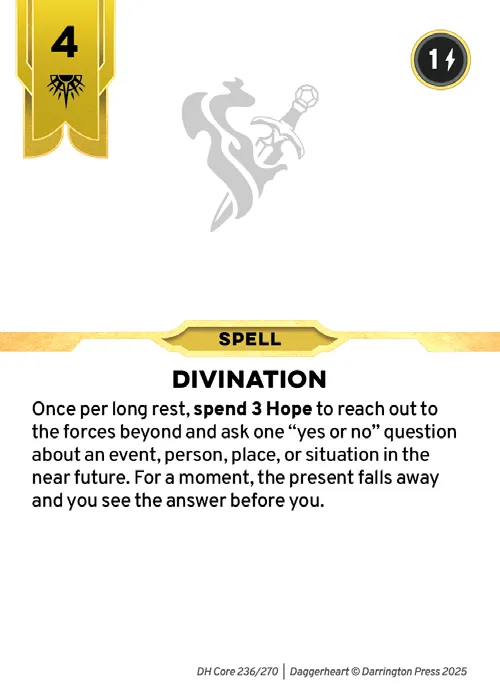 4
1
SPELL
DIVINATION
Once per long rest, spend 3 Hope to reach out to
the forces beyond and ask one “yes or no” question
about an event, person, place, or situation in the
near future. For a moment, the present falls away
and you see the answer before you.
DH Core 236/270 | Daggerheart © Darrington Press 2025